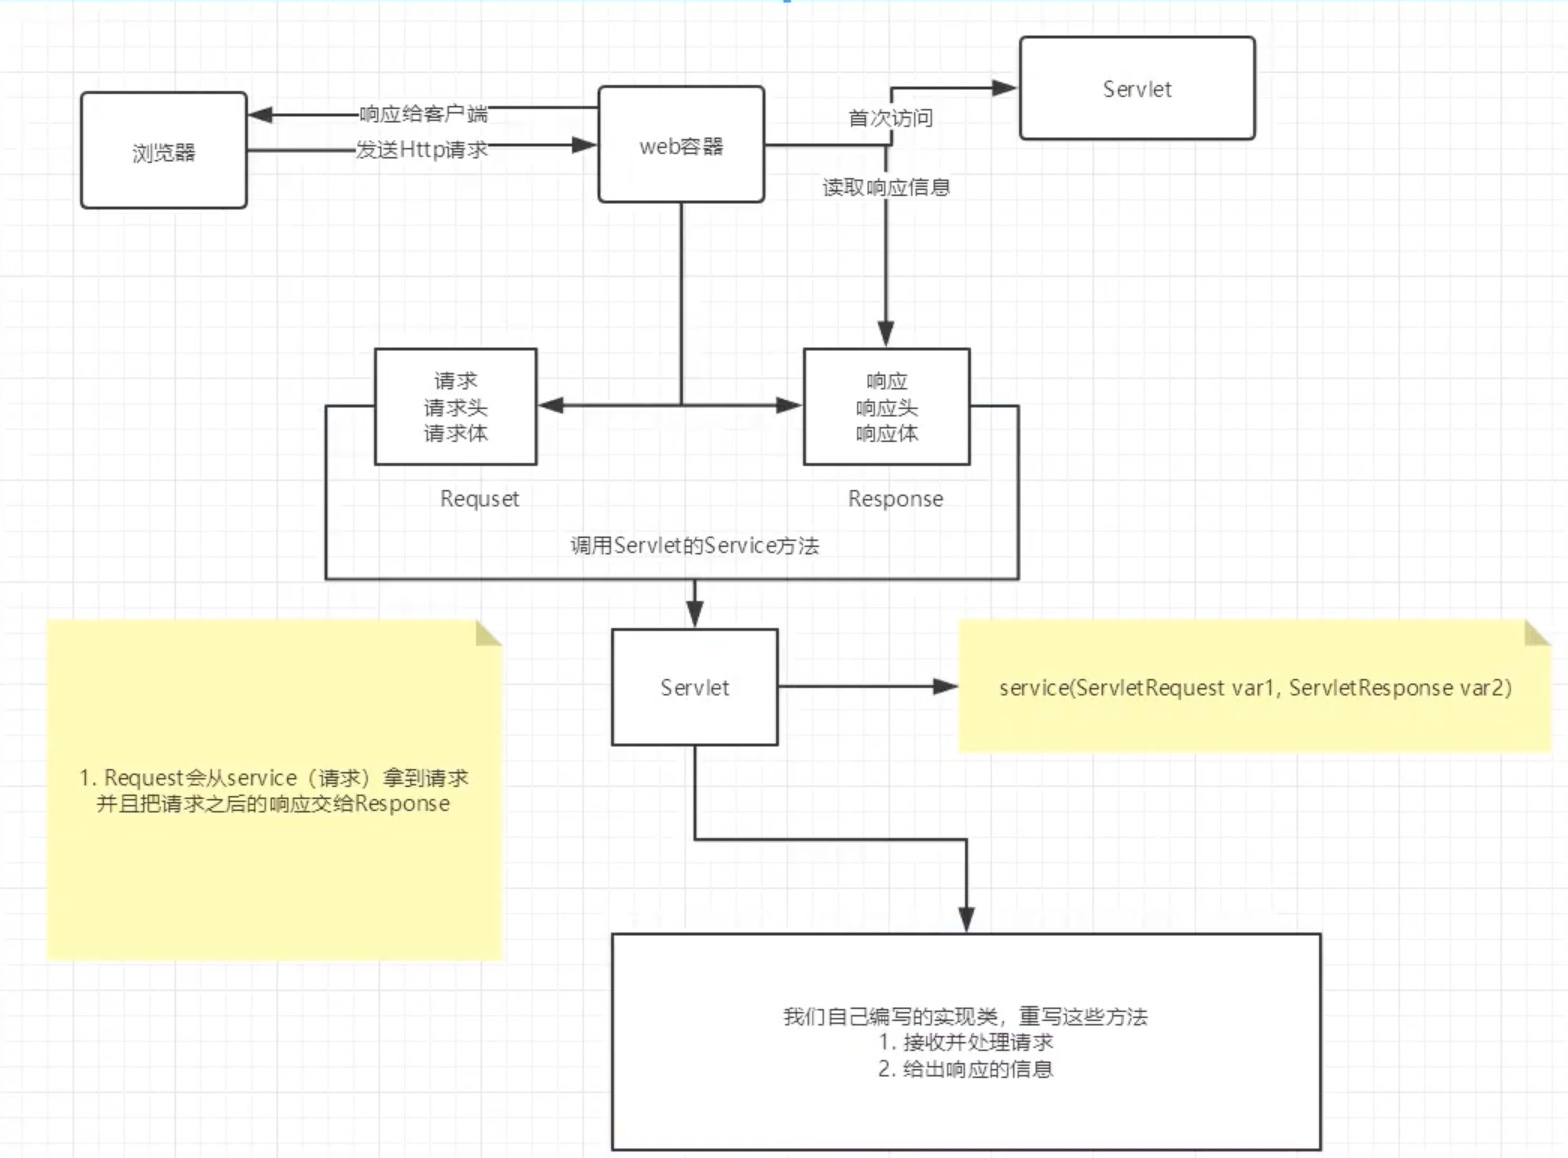 Servlet
响应给客户端
首次访问
浏览器
发送Http请求
web容器
读取响应信息
请求
请求头
请求体
响应
响应头
响应体
Requset
Response
调用Servlet的Service方法
Servlet
service(ServletRequest var1, ServletResponse var2)
1. Request会从service（请求）拿到请求
并且把请求之后的响应交给Response
我们自己编写的实现类，重写这些方法
1. 接收并处理请求
2. 给出响应的信息